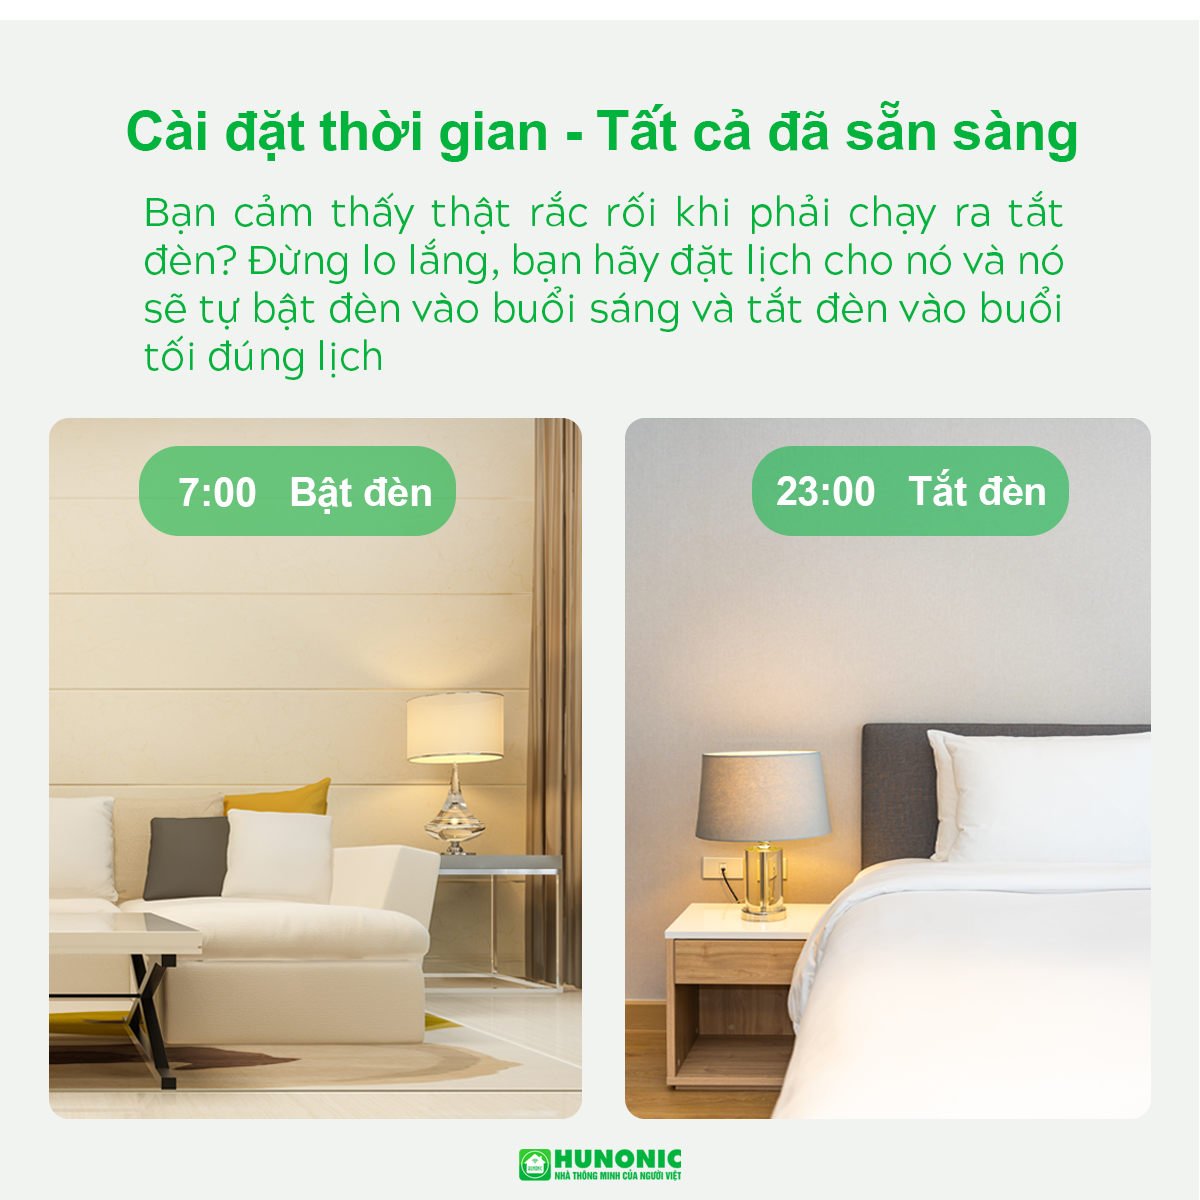 Cài đặt thời gian - Tất cả đã sẵn sàng
Bạn cảm thấy thật rắc rối khi phải chạy ra tắt
đèn? Đừng lo lắng, bạn hãy đặt lịch cho nó và nó
sẽ tự bật đèn vào buổi sáng và tắt đèn vào buổi
tối đúng lịch
7:00 Bật đèn
23:00 Tắt đèn
HUNONIC
HUNONIC
NHÀ THÔNG MINH CỦA NGƯỜI VIỆT